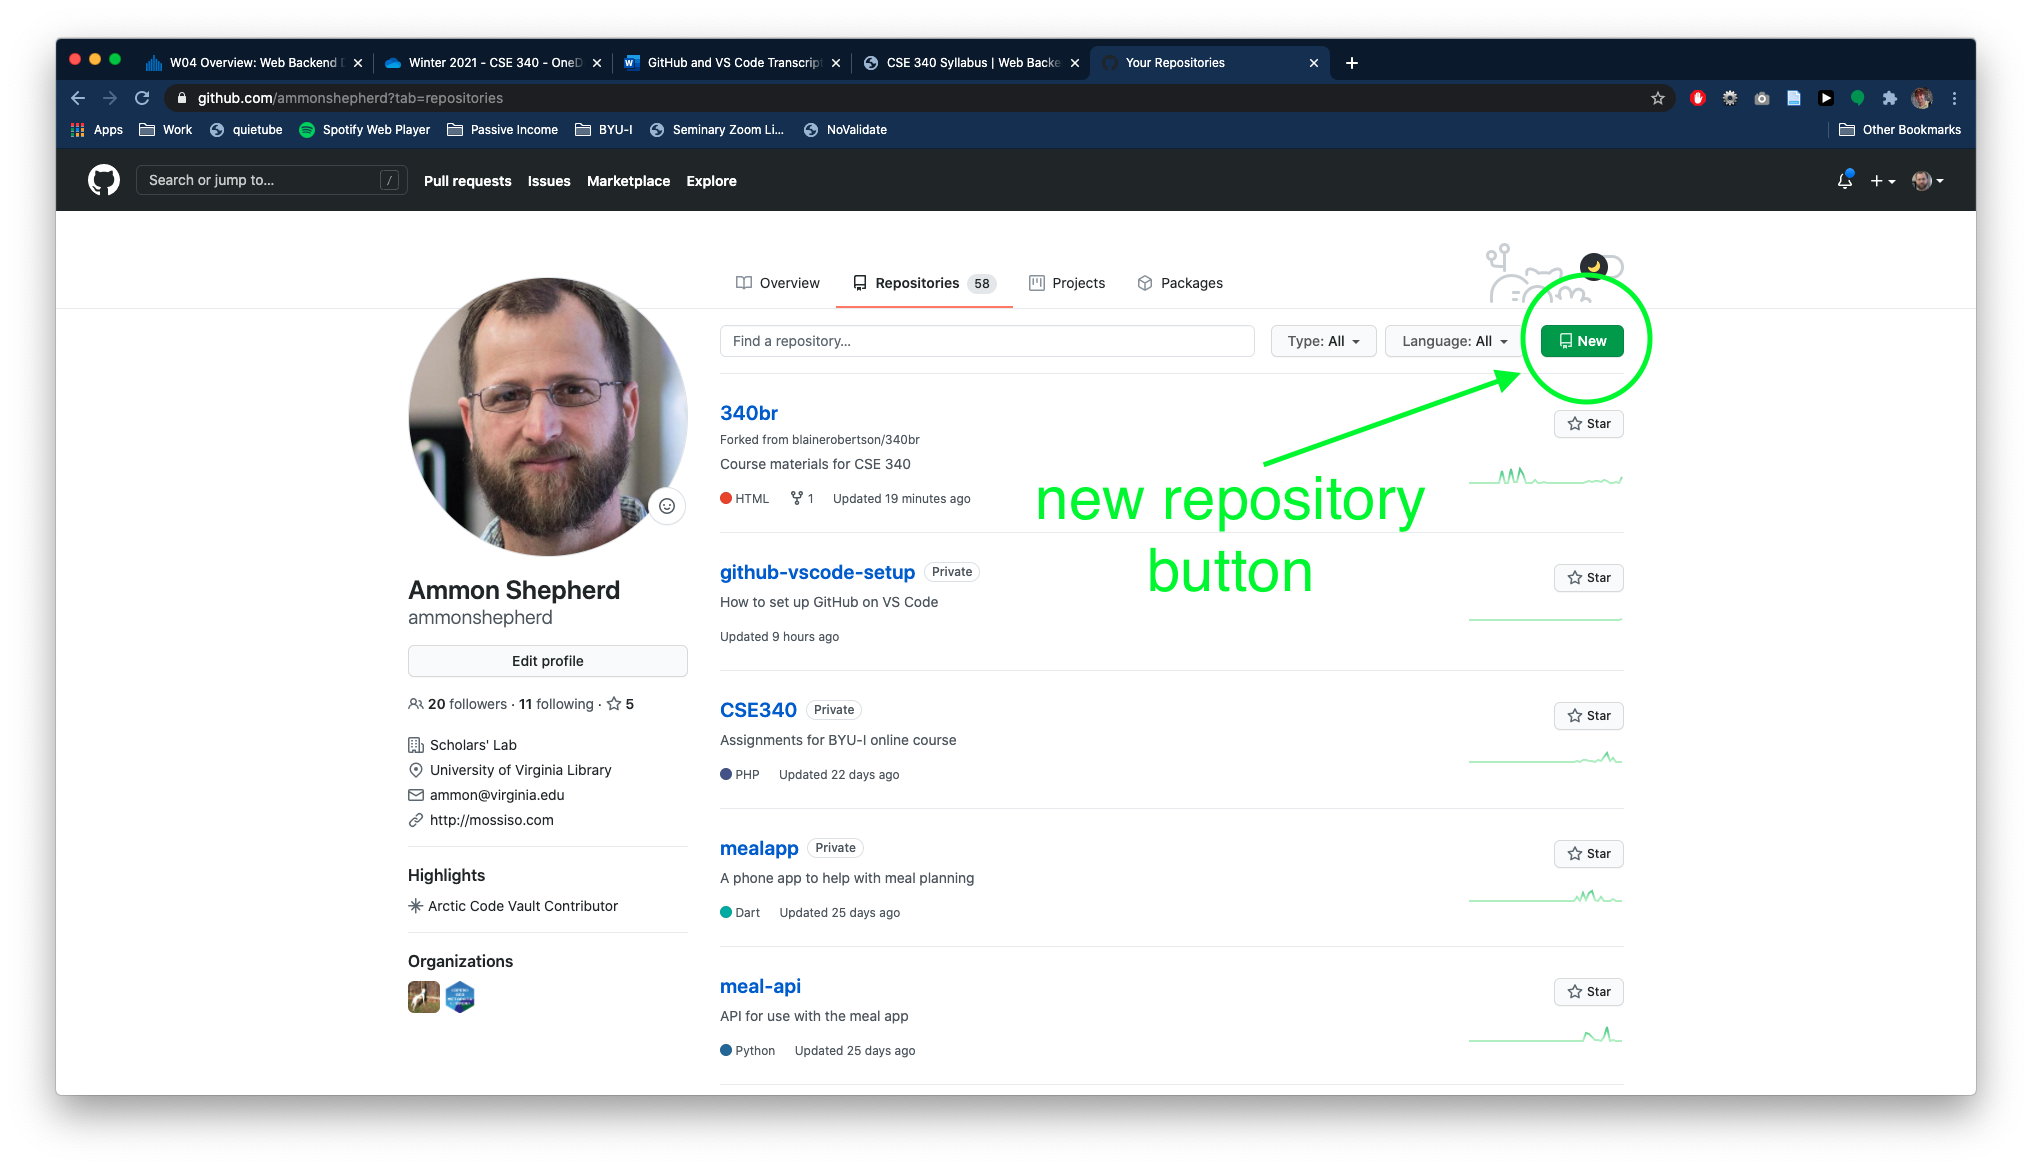 W04 Overview: Web Backend D
Winter 2021 - CSE 340 - OneD
GitHub and VS Code Transcript
CSE 340 Syllabus | Web Backe
Your Repositories
github.com/ammonshepherd?tab=repositories
Apps
Work
quietube
Spotify Web Player
Passive Income
BYU-I
Seminary Zoom Li...
NoValidate
Other Bookmarks
Search or jump to...
/
Pull requests
Issues
Marketplace
Explore
Overview
Repositories 58
Projects
Packages
Find a repository...
Type: All
Language: All
New
new repository
button
340br
Forked from blainerobertson/340br
Course materials for CSE 340
HTML 1 Updated 19 minutes ago
Star
github-vscode-setup Private
How to set up GitHub on VS Code
Updated 9 hours ago
Star
CSE340 Private
Assignments for BYU-I online course
PHP Updated 22 days ago
Star
mealapp Private
A phone app to help with meal planning
Dart Updated 25 days ago
Star
meal-api
API for use with the meal app
Python Updated 25 days ago
Star
Ammon Shepherd
ammonshepherd
Edit profile
20 followers · 11 following · 5
Scholars' Lab
University of Virginia Library
ammon@virginia.edu
http://mossiso.com
Highlights
Arctic Code Vault Contributor
Organizations